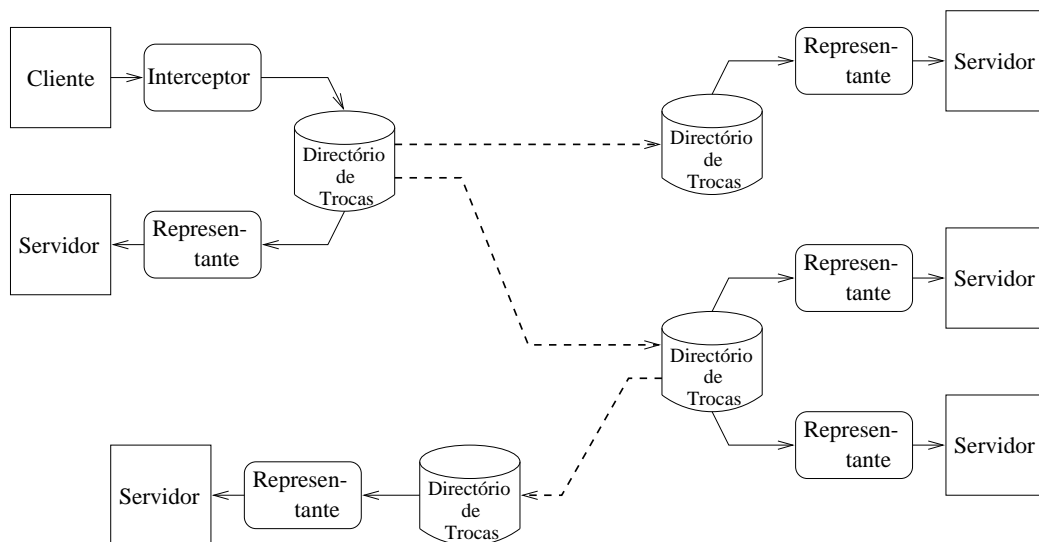 Cliente
Interceptor
Directório
de
Trocas
Servidor
Represen-
tante
Directório
de
Trocas
Represen-
tante
Servidor
Directório
de
Trocas
Represen-
tante
Servidor
Represen-
tante
Servidor
Servidor
Represen-
tante
Directório
de
Trocas